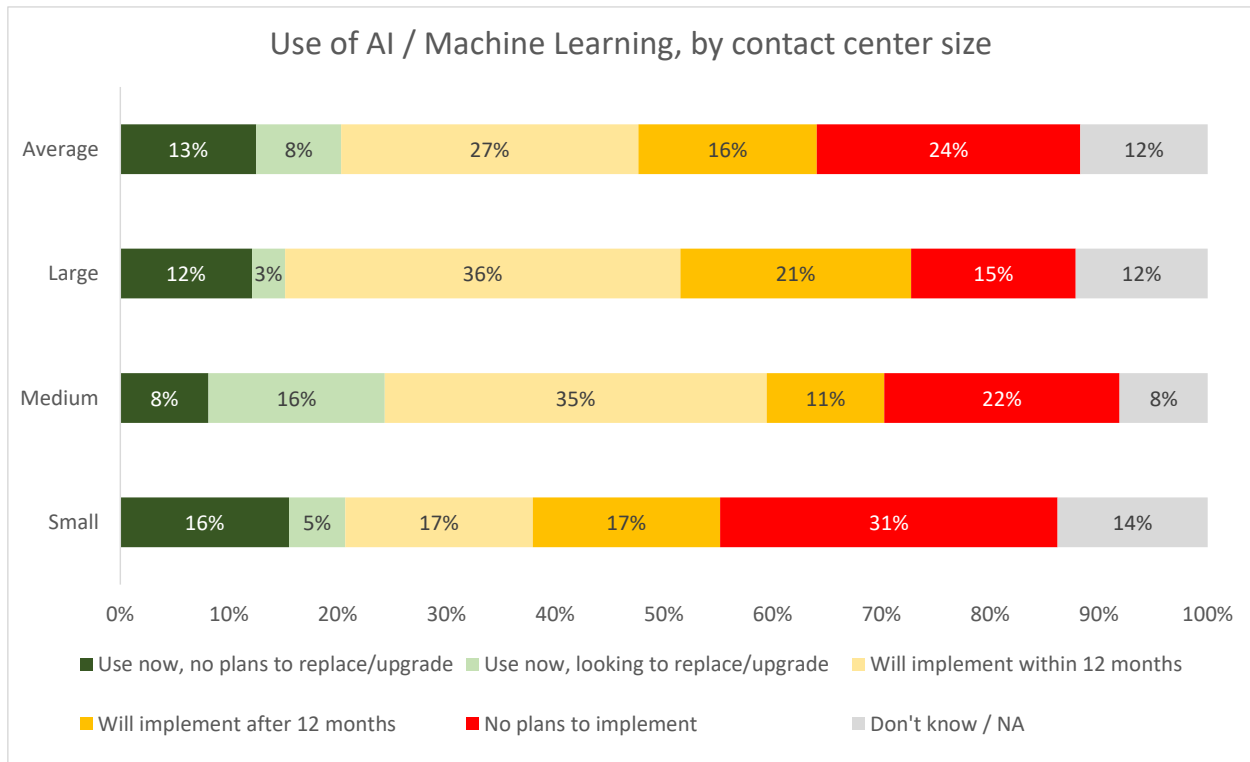 Use of AI / Machine Learning, by contact center size
Average 13% 8% 27% 16% 24% 12%
Large 12% 3% 36% 21% 15% 12%
Medium 8% 16% 35% 11% 22% 8%
Small 16% 5% 17% 17% 31% 14%
0% 10% 20% 30% 40% 50% 60% 70% 80% 90% 100%
Use now, no plans to replace/upgrade Use now, looking to replace/upgrade Will implement within 12 months
Will implement after 12 months No plans to implement Don't know / NA